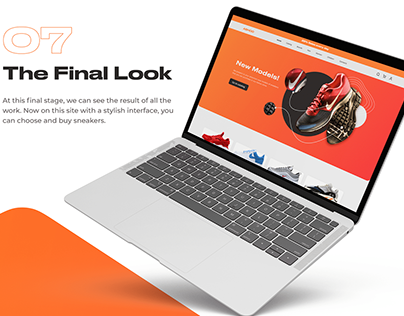 07
The Final Look
At this final stage, we can see the result of all the
work. Now on this site with a stylish interface, you
can choose and buy sneakers.
New Models!